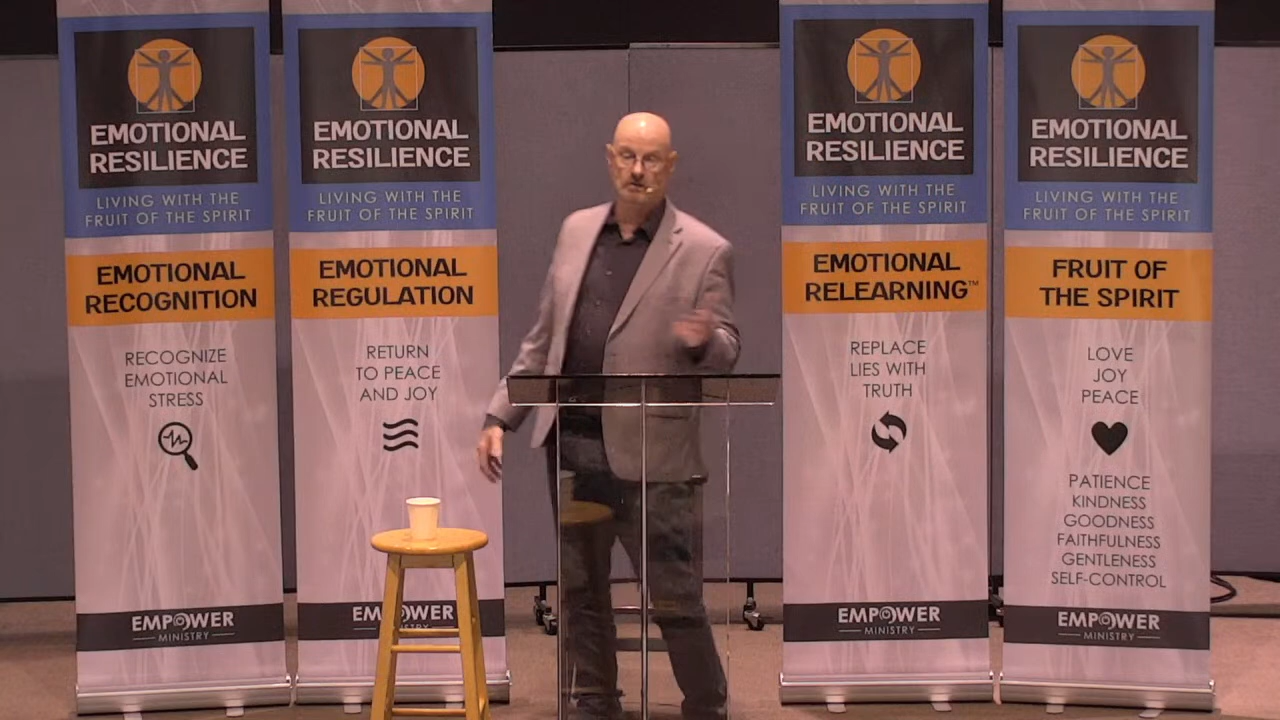 EMOTIONAL
RESILIENCE
LIVING WITH THE
FRUIT OF THE SPIRIT
EMOTIONAL
RECOGNITION
RECOGNIZE
EMOTIONAL
STRESS
EMPOWER
MINISTRY
EMOTIONAL
RESILIENCE
LIVING WITH THE
FRUIT OF THE SPIRIT
EMOTIONAL
REGULATION
RETURN
TO PEACE
AND JOY
EMPOWER
MINISTRY
EMOTIONAL
RESILIENCE
LIVING WITH THE
FRUIT OF THE SPIRIT
EMOTIONAL
RELEARNING™
REPLACE
LIES WITH
TRUTH
EMPOWER
MINISTRY
EMOTIONAL
RESILIENCE
LIVING WITH THE
FRUIT OF THE SPIRIT
FRUIT OF
THE SPIRIT
LOVE
JOY
PEACE
PATIENCE
KINDNESS
GOODNESS
FAITHFULNESS
GENTLENESS
SELF-CONTROL
EMPOWER
MINISTRY